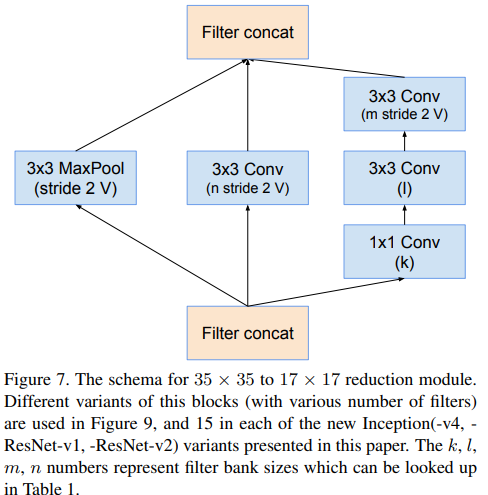 Filter concat
3x3 MaxPool
(stride 2 V)
3x3 Conv
(n stride 2 V)
3x3 Conv
(m stride 2 V)
3x3 Conv
(l)
1x1 Conv
(k)
Filter concat
Figure 7. The schema for 35 × 35 to 17 × 17 reduction module.
Different variants of this blocks (with various number of filters)
are used in Figure 9, and 15 in each of the new Inception(-v4, -
ResNet-v1, -ResNet-v2) variants presented in this paper. The k, l,
m, n numbers represent filter bank sizes which can be looked up
in Table 1.